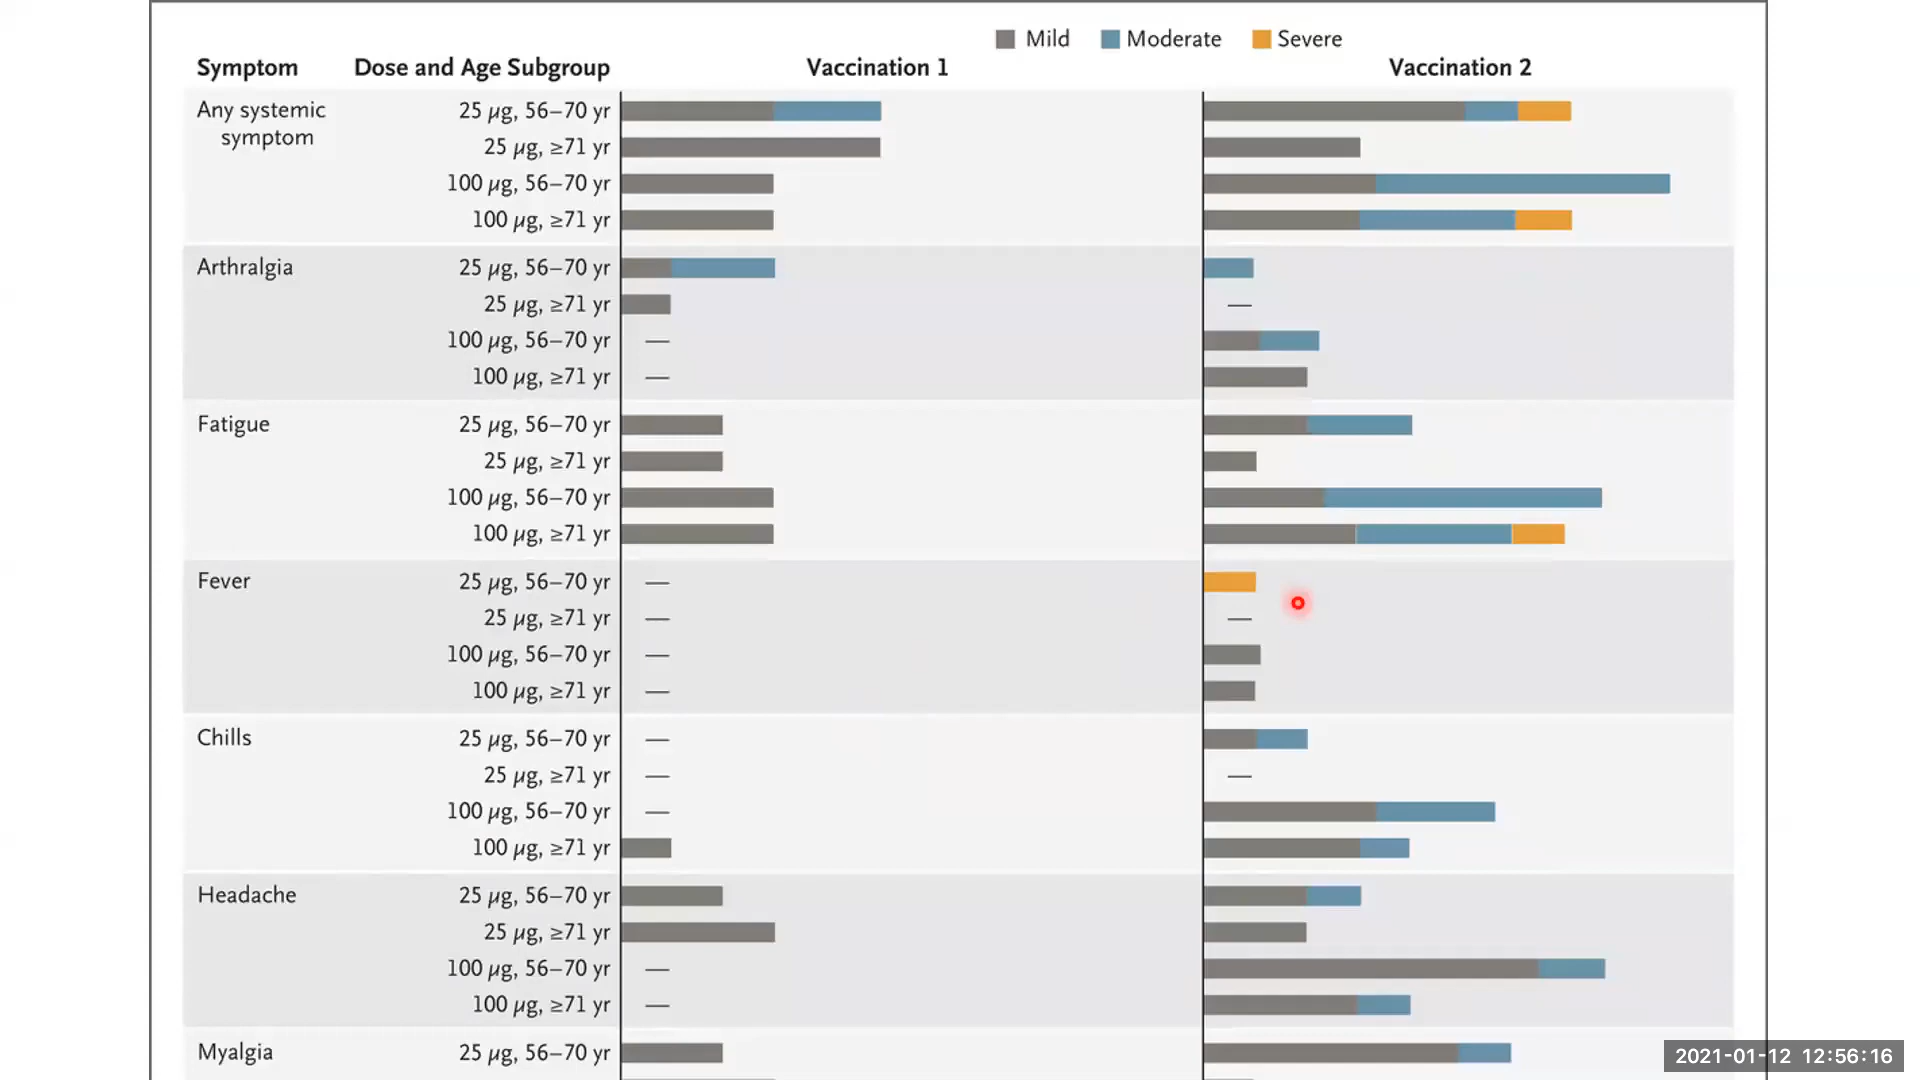 Mild Moderate Severe
Symptom Dose and Age Subgroup Vaccination 1 Vaccination 2
Any systemic 25 µg, 56–70 yr
symptom
25 µg, ≥71 yr
100 µg, 56–70 yr
100 µg, ≥71 yr
Arthralgia 25 µg, 56–70 yr
25 µg, ≥71 yr —
100 µg, 56–70 yr —
100 µg, ≥71 yr —
Fatigue 25 µg, 56–70 yr
25 µg, ≥71 yr
100 µg, 56–70 yr
100 µg, ≥71 yr
Fever 25 µg, 56–70 yr —
25 µg, ≥71 yr — —
100 µg, 56–70 yr —
100 µg, ≥71 yr —
Chills 25 µg, 56–70 yr —
25 µg, ≥71 yr — —
100 µg, 56–70 yr —
100 µg, ≥71 yr
Headache 25 µg, 56–70 yr
25 µg, ≥71 yr
100 µg, 56–70 yr —
100 µg, ≥71 yr —
Myalgia 25 µg, 56–70 yr
2021-01-12 12:56:16